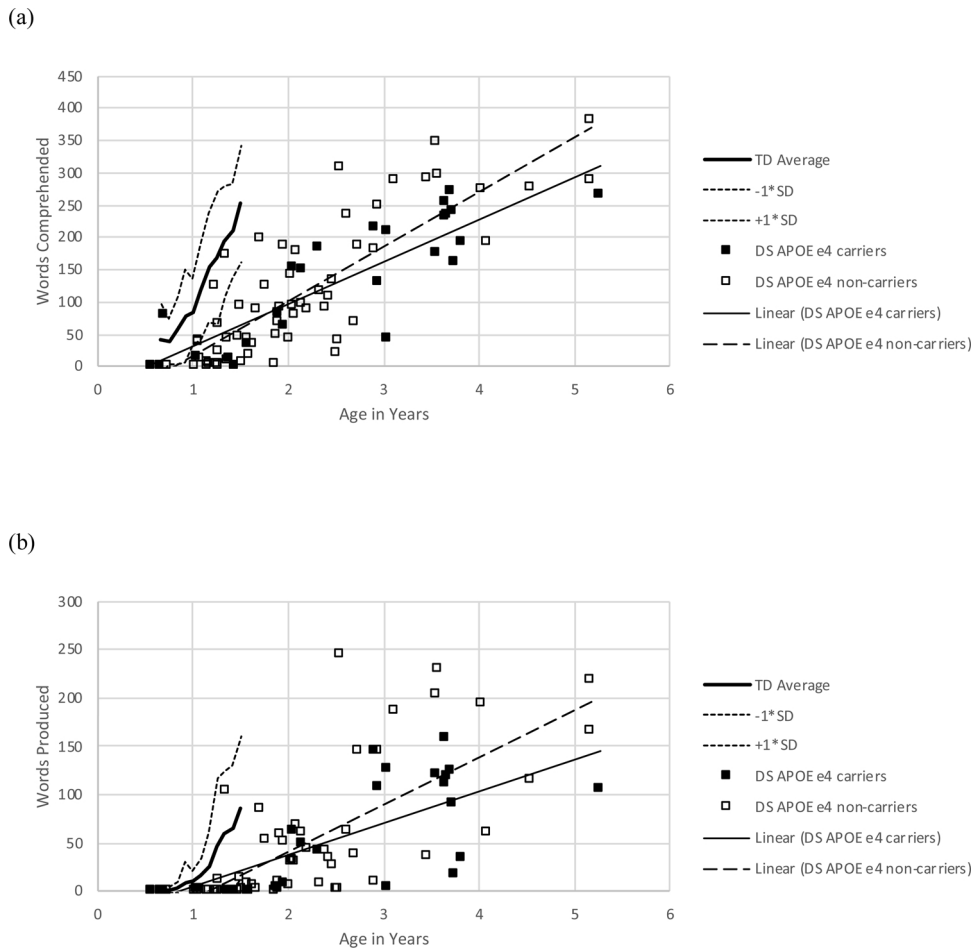 (a)
450
400
350
300
250
200
150
100
50
0
Words Comprehended
0 1 2 3 4 5 6
Age in Years
TD Average
-1*SD
+1*SD
DS APOE e4 carriers
DS APOE e4 non-carriers
Linear (DS APOE e4 carriers)
Linear (DS APOE e4 non-carriers)
(b)
300
250
200
150
100
50
0
Words Produced
0 1 2 3 4 5 6
Age in Years
TD Average
-1*SD
+1*SD
DS APOE e4 carriers
DS APOE e4 non-carriers
Linear (DS APOE e4 carriers)
Linear (DS APOE e4 non-carriers)